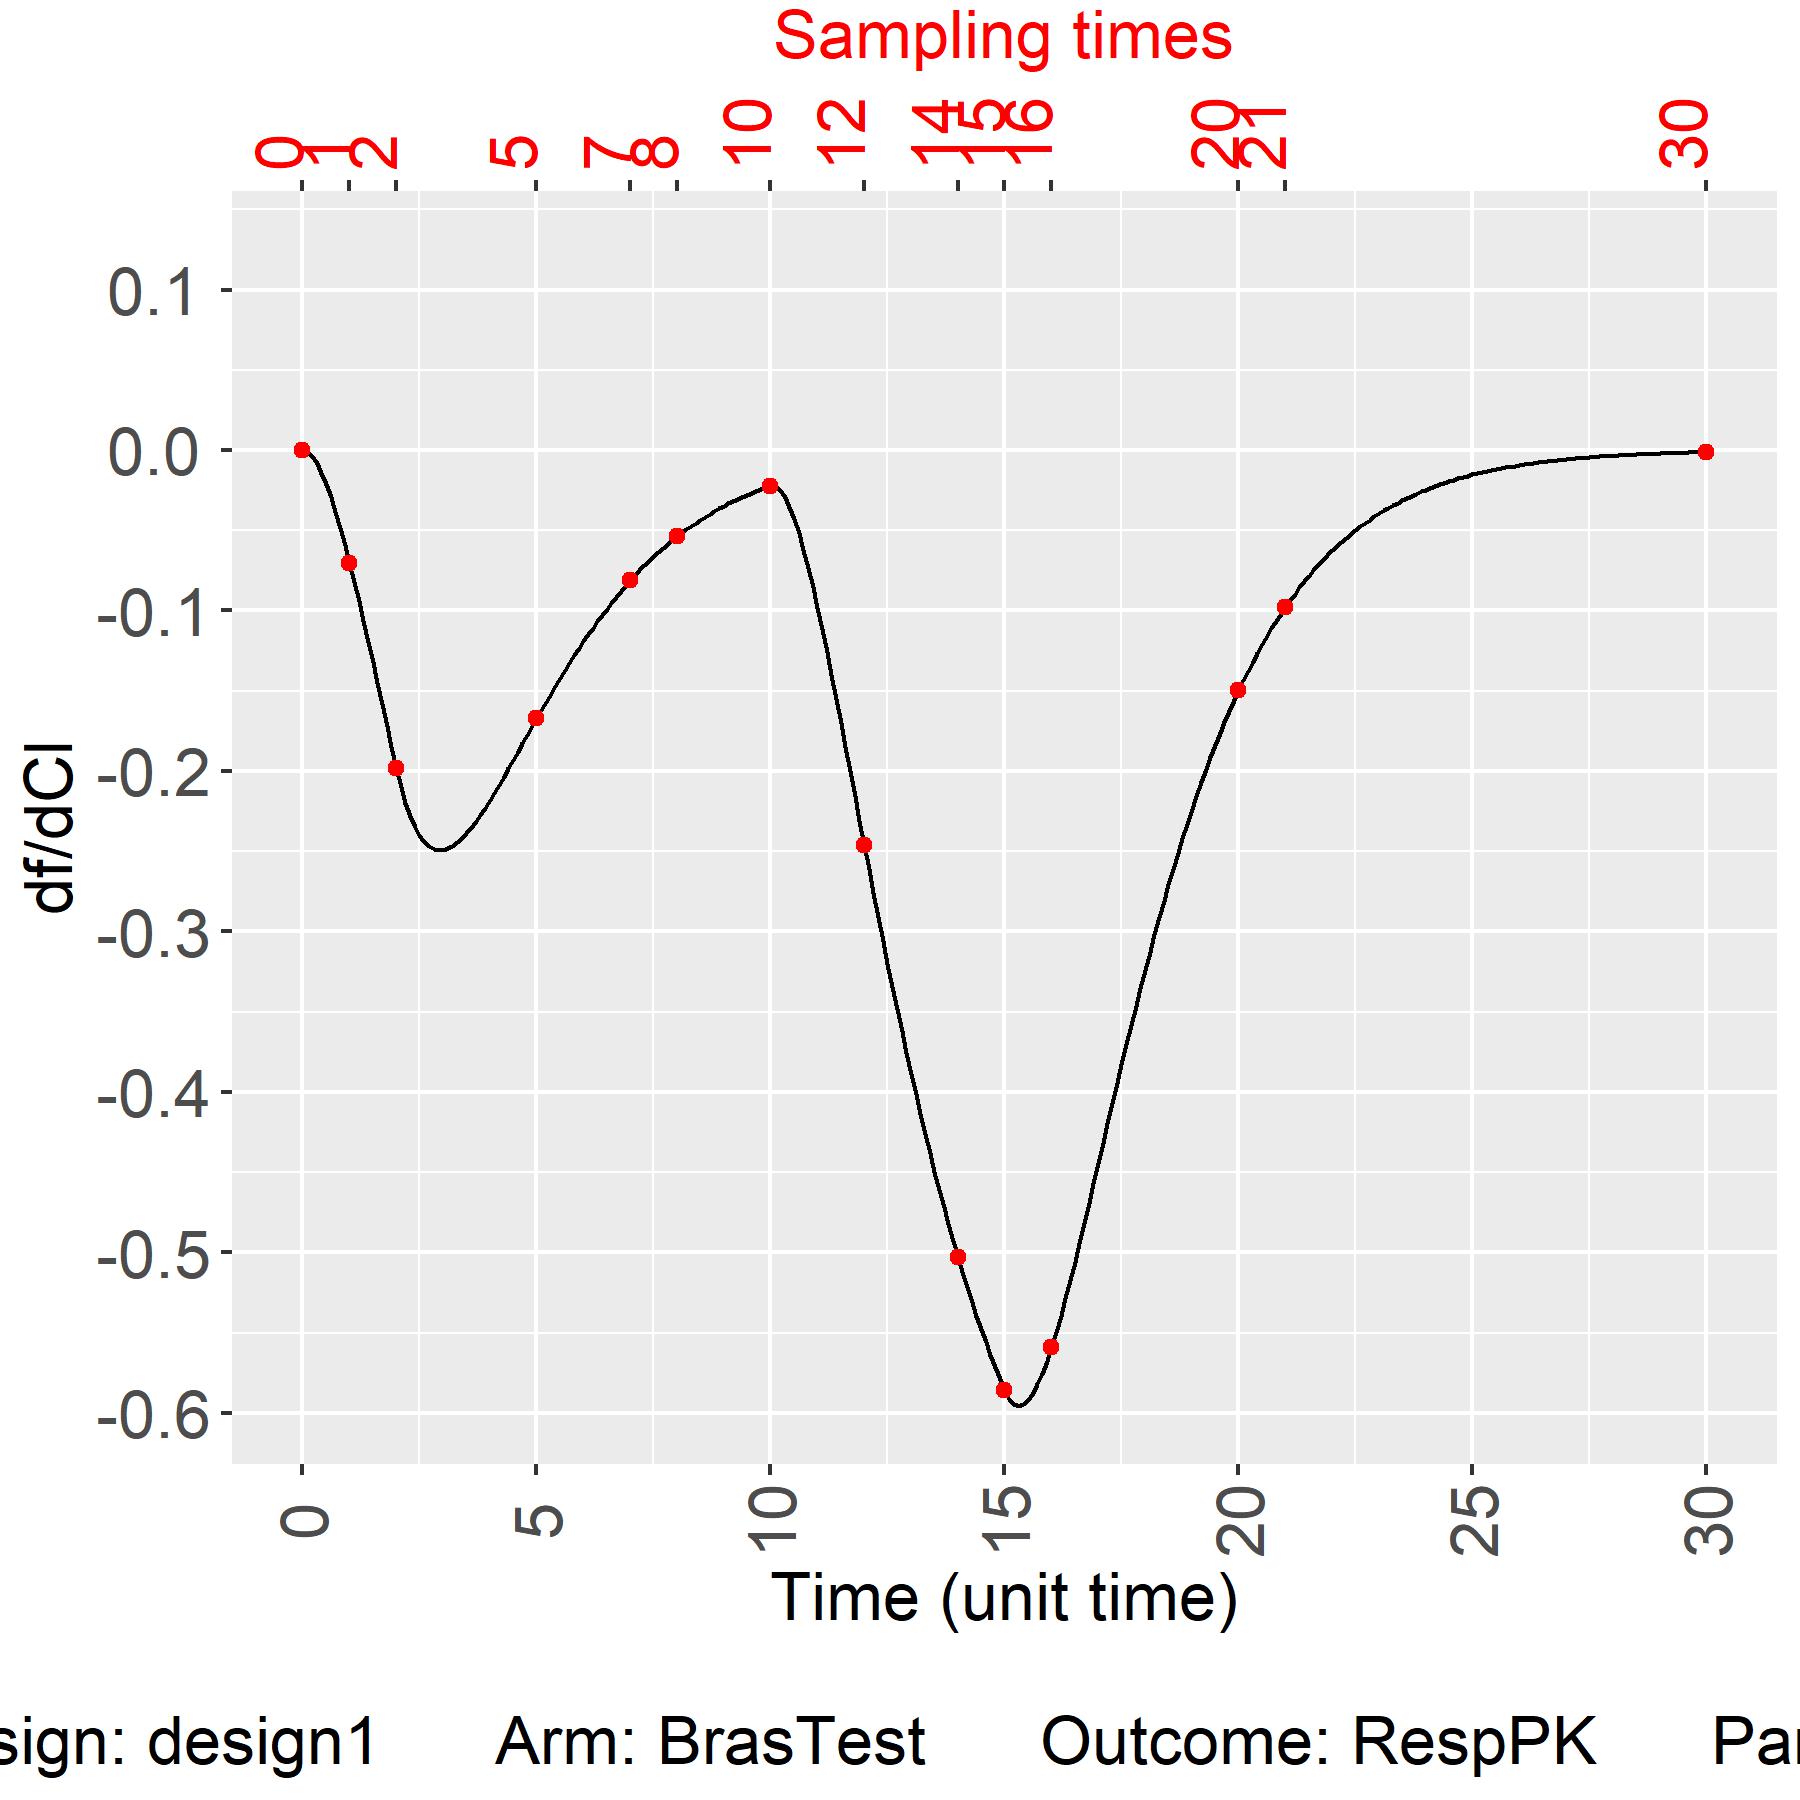 Sampling times
0 1 2 5 7 8 10 12 14 15 16 20 21 30
0.1
0.0
-0.1
-0.2
-0.3
-0.4
-0.5
-0.6
df/dCl
0 5 10 15 20 25 30
Time (unit time)
sign: design1 Arm: BrasTest Outcome: RespPK Par